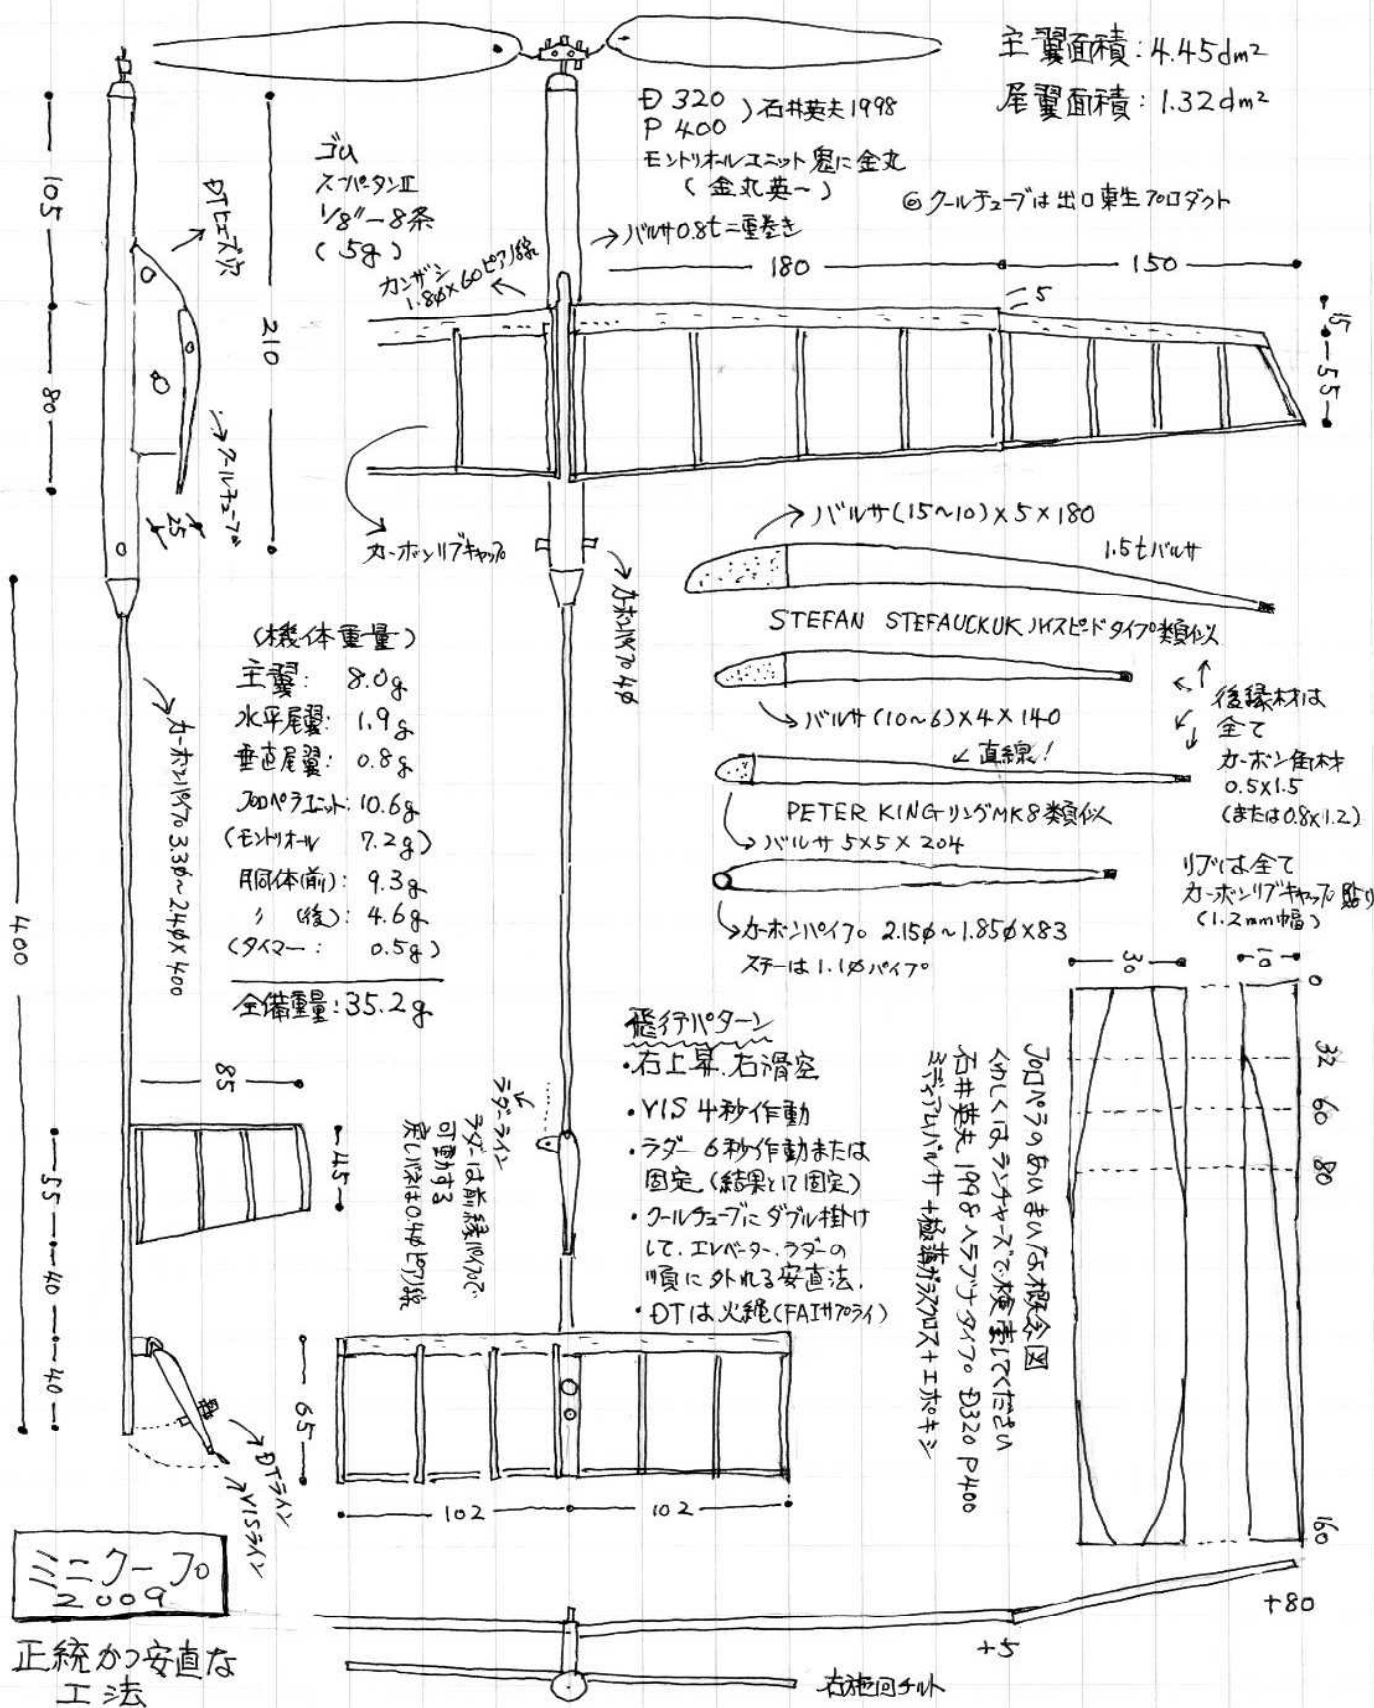 主翼面積：4.45dm²
尾翼面積：1.32dm²
D 320
P 400
石井英夫 1998
モントリオールユニット 鬼に金丸
(金丸英一)
◎クールチューブは出口東生プロダクト
ゴム
スーパータンⅡ
1/8"−8条
(5g)
カンザシ
1.8φ×60ピアノ線
バルサ0.8t二重巻き
180
150
5
15
55
105
80
210
DTヒューズ穴
クールチューブ
25
カーボンリブキャップ
カーボンパイプ4φ
バルサ(15~10)×5×180
1.5tバルサ
STEFAN STEFAUCKUK ハイスピードタイプ類似
バルサ(10~6)×4×140
直線!
PETER KING リングMK8類似
バルサ 5×5×204
カーボンパイプ 2.15φ~1.85φ×83
ステーは1.1φパイプ
後縁材は
全て
カーボン角材
0.5×1.5
(または0.8×1.2)
リブは全て
カーボンリブキャップ貼り
(1.2mm幅)
(機体重量)
主翼: 8.0g
水平尾翼: 1.9g
垂直尾翼: 0.8g
プロペラユニット: 10.6g
(モントリオール 7.2g)
胴体(前): 9.3g
〃 (後): 4.6g
(タイマー: 0.5g)
全備重量: 35.2g
カーボンパイプ 3.3φ~2.4φ×400
400
85
45
55
40
40
ラダーライン
ラダーは前縁パイプで
可動する
戻しバネは0.4φピアノ線
飛行パターン
・右上昇、右滑空
・VIS 4秒作動
・ラダー 6秒作動または
固定(結果として固定)
・クールチューブにダブル掛け
して、エレベーター、ラダーの
順に外れる安直法.
・DTは火縄(FAIサプライ)
30
10
0
32
60
80
160
プロペラのあいまいな概念図
くわしくはランチャーズで検索してください
石井英夫 1998 ハラブナタイプ D320 P400
ミディアムバルサ+極薄ガラスクロス+エポキシ
65
102
102
DTライン
VISライン
ミニクープ
2009
正統かつ安直な
工法
+5
+80
右旋回チルト